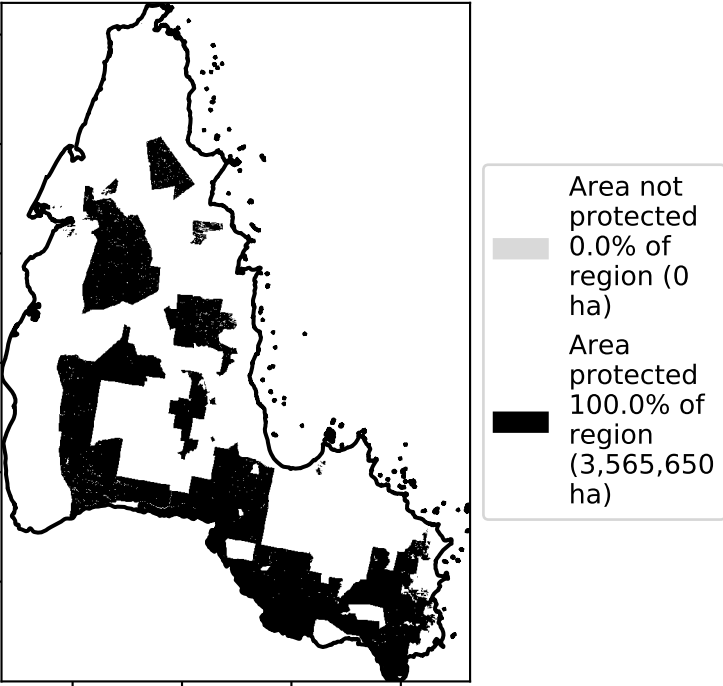 Area not
protected
0.0% of
region (0
ha)
Area
protected
100.0% of
region
(3,565,650
ha)